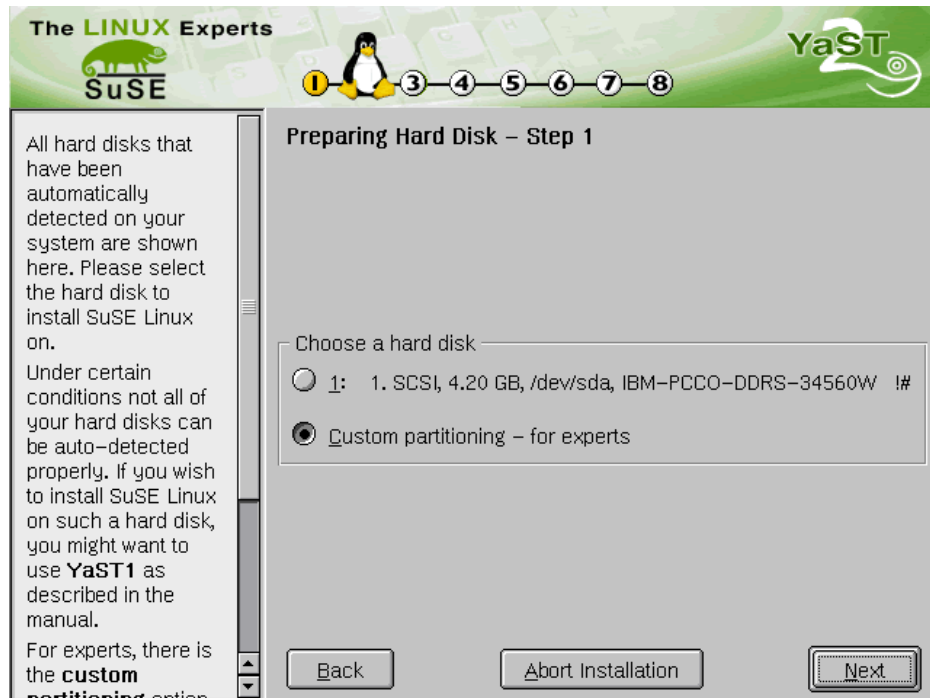 The LINUX Experts
SuSE
YaST
1 3 4 5 6 7 8
All hard disks that
have been
automatically
detected on your
system are shown
here. Please select
the hard disk to
install SuSE Linux
on.
Under certain
conditions not all of
your hard disks can
be auto-detected
properly. If you wish
to install SuSE Linux
on such a hard disk,
you might want to
use YaST1 as
described in the
manual.
For experts, there is
the custom
partitioning option
Preparing Hard Disk – Step 1
Choose a hard disk
1: 1. SCSI, 4.20 GB, /dev/sda, IBM-PCCO-DDRS-34560W !#
Custom partitioning – for experts
Back
Abort Installation
Next